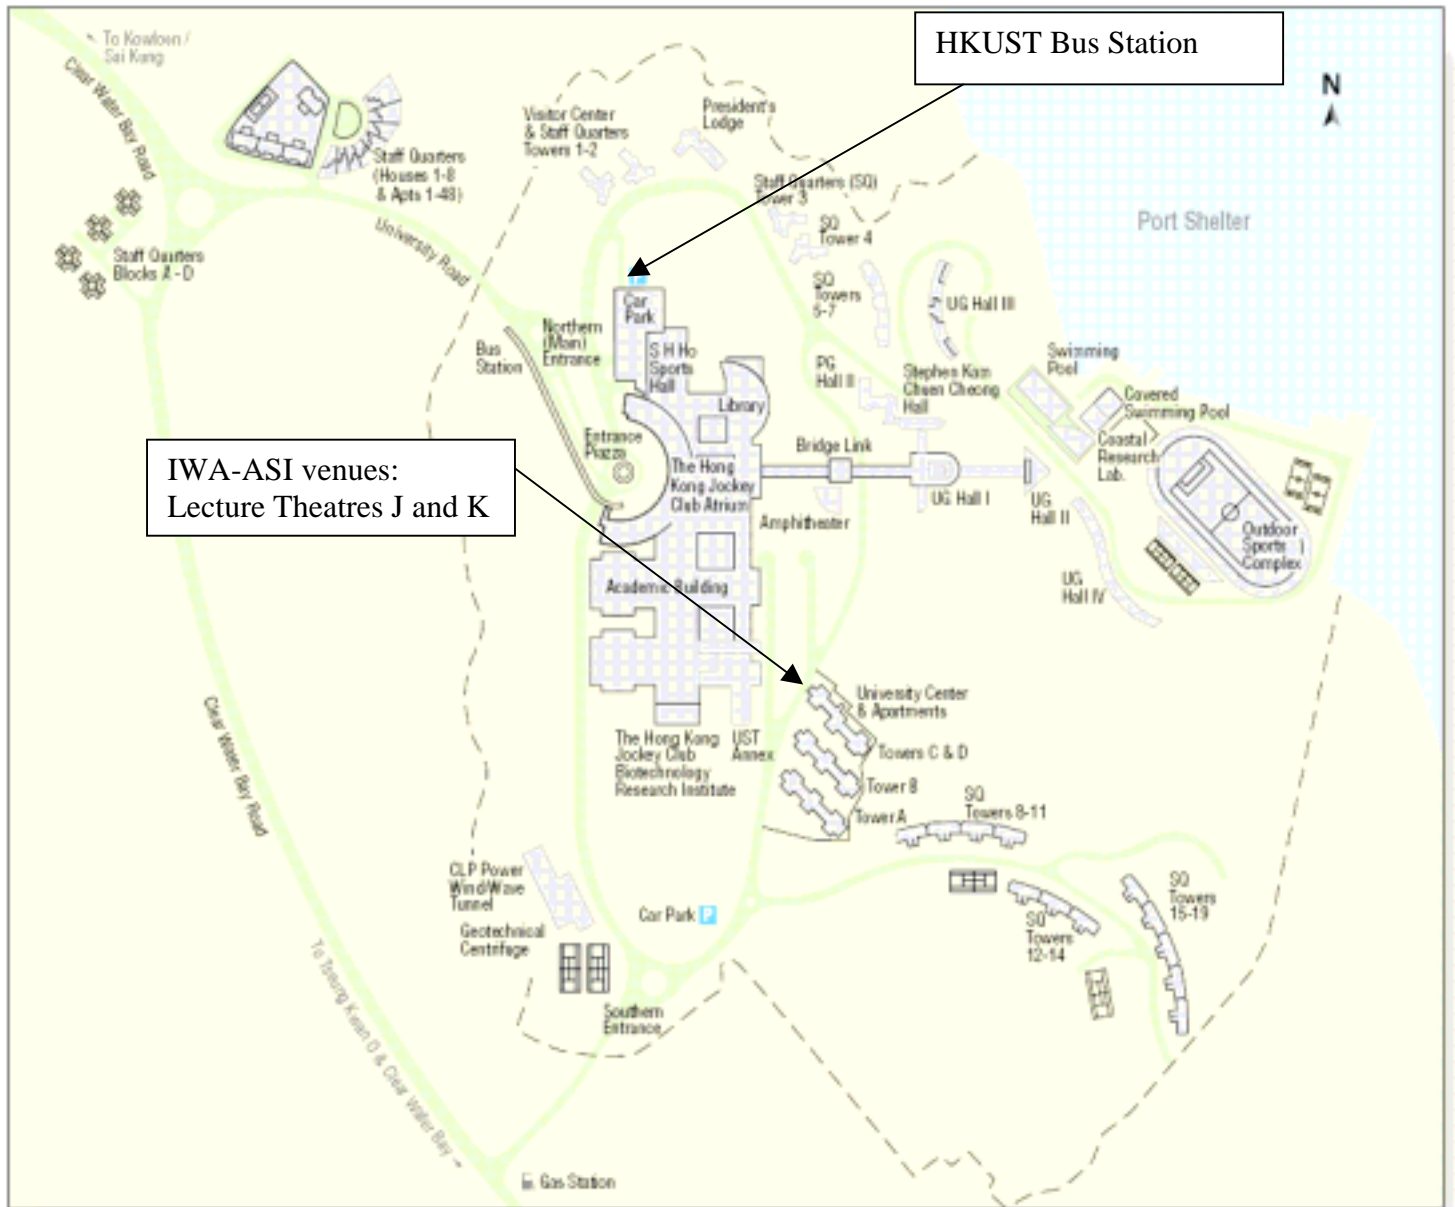 HKUST Bus Station
To Kowloon /
Sai Kung
N
Clear Water Bay Road
Visitor Center
& Staff Quarters
Towers 1-2
President's
Lodge
Staff Quarters
(Houses 1-8
& Apts 1-48)
Staff Quarters (SQ)
Tower 3
SQ
Tower 4
Port Shelter
University Road
Staff Quarters
Blocks A - D
SQ
Towers
5-7
UG Hall III
P
Car
Park
Northern
(Main)
Entrance
Bus
Station
S H Ho
Sports
Hall
PG
Hall II
Stephen Kam
Chuen Cheong
Hall
Swimming
Pool
Covered
Swimming Pool
Library
Entrance
Piazza
Bridge Link
Coastal
Research
Lab.
IWA-ASI venues:
Lecture Theatres J and K
The Hong
Kong Jockey
Club Atrium
UG Hall I
UG
Hall II
Amphitheater
Outdoor
Sports
Complex
Academic Building
UG
Hall IV
University Center
& Apartments
Clear Water Bay Road
The Hong Kong
Jockey Club
Biotechnology
Research Institute
UST
Annex
Towers C & D
Tower B
Tower A
SQ
Towers 8-11
CLP Power
Wind/Wave
Tunnel
SQ
Towers
15-19
Car Park P
SQ
Towers
12-14
Geotechnical
Centrifuge
To Tseung Kwan O & Clear Water Bay
Southern
Entrance
Gas Station